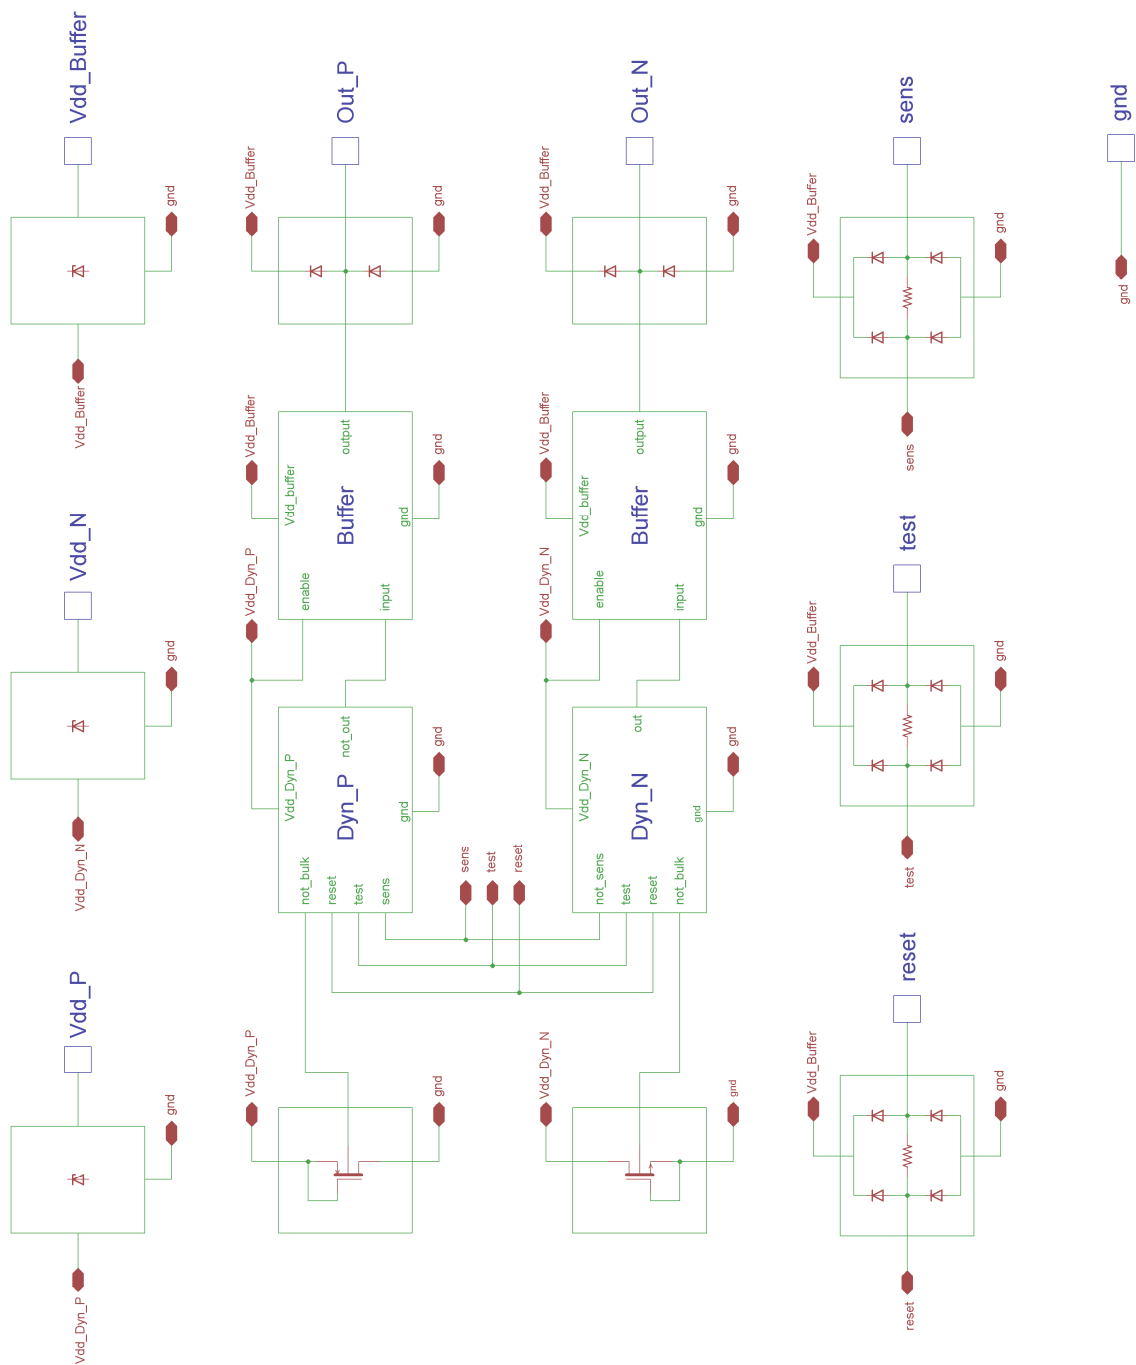 Vdd_Buffer
gnd
Vdd_Buffer
Vdd_N
gnd
Vdd_Dyn_N
Vdd_P
gnd
Vdd_Dyn_P
Out_P
Vdd_Buffer
gnd
Vdd_Buffer
gnd
output
Vdd_buffer
Buffer
gnd
enable
input
Vdd_Dyn_P
not_out
Vdd_Dyn_P
Dyn_P
gnd
gnd
not_bulk
reset
test
sens
Vdd_Dyn_P
gnd
sens
test
reset
Out_N
Vdd_Buffer
gnd
Vdd_Buffer
gnd
output
Vdd_buffer
Buffer
gnd
enable
input
Vdd_Dyn_N
out
Vdd_Dyn_N
Dyn_N
gnd
gnd
not_sens
test
reset
not_bulk
Vdd_Dyn_N
gnd
sens
Vdd_Buffer
gnd
sens
test
Vdd_Buffer
gnd
test
reset
Vdd_Buffer
gnd
reset
gnd
gnd